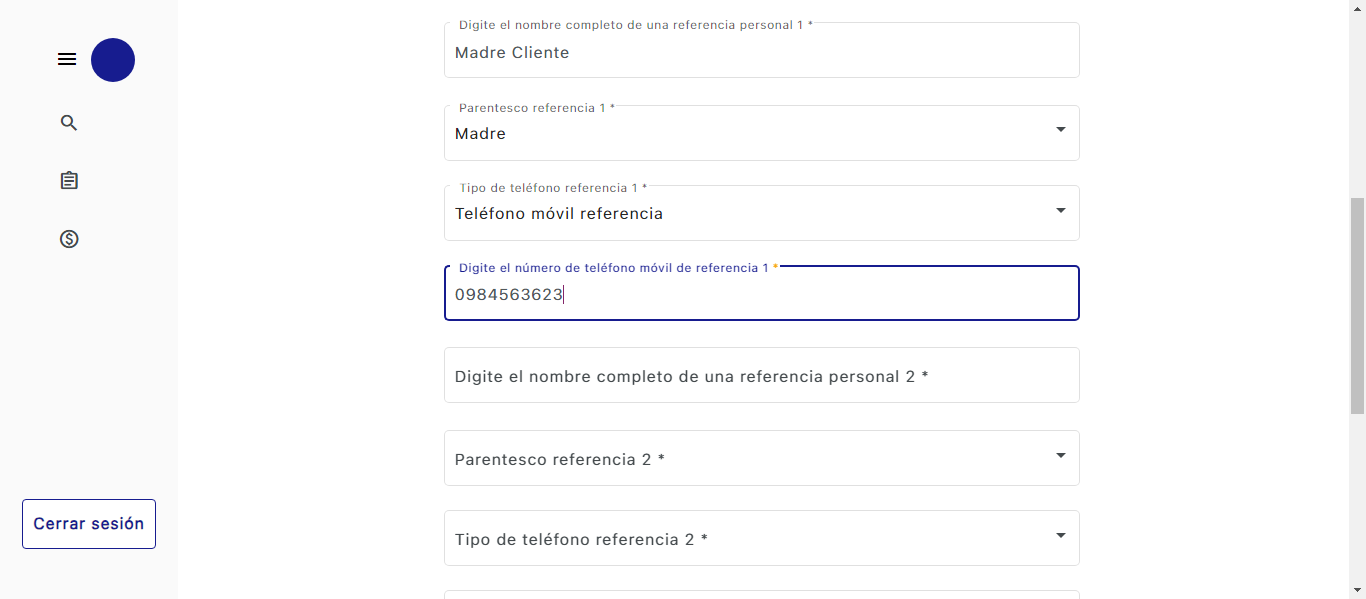 Digite el nombre completo de una referencia personal 1 *
Madre Cliente
Parentesco referencia 1 *
Madre
Tipo de teléfono referencia 1 *
Teléfono móvil referencia
Digite el número de teléfono móvil de referencia 1 *
0984563623
Digite el nombre completo de una referencia personal 2 *
Parentesco referencia 2 *
Cerrar sesión
Tipo de teléfono referencia 2 *